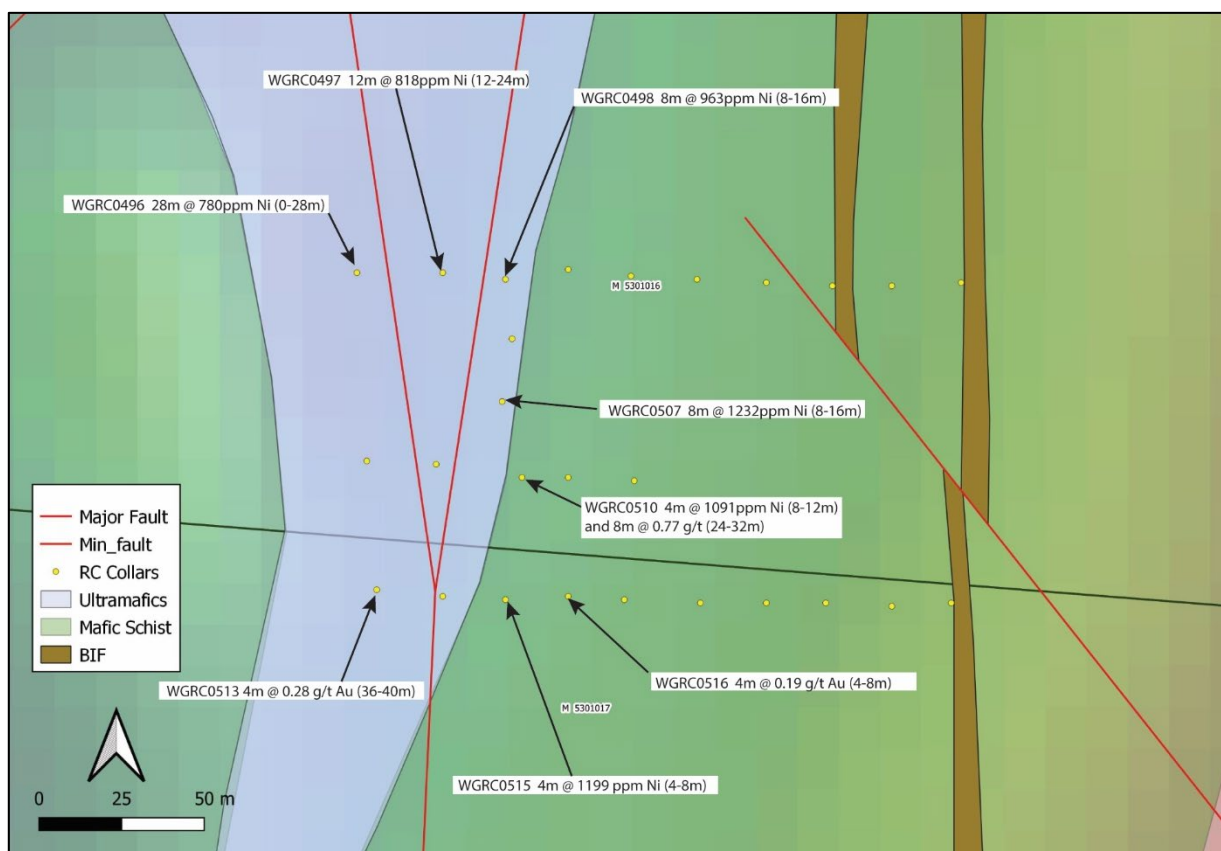 WGRC0497  12m @ 818ppm Ni (12-24m)
WGRC0498  8m @ 963ppm Ni (8-16m)
WGRC0496  28m @ 780ppm Ni (0-28m)
M 5301016
WGRC0507  8m @ 1232ppm Ni (8-16m)
WGRC0510  4m @ 1091ppm Ni (8-12m)
and 8m @ 0.77 g/t (24-32m)
Major Fault
Min_fault
RC Collars
Ultramafics
Mafic Schist
BIF
WGRC0513 4m @ 0.28 g/t Au (36-40m)
WGRC0516  4m @ 0.19 g/t Au (4-8m)
M 5301017
WGRC0515  4m @ 1199 ppm Ni (4-8m)
0 25 50 m